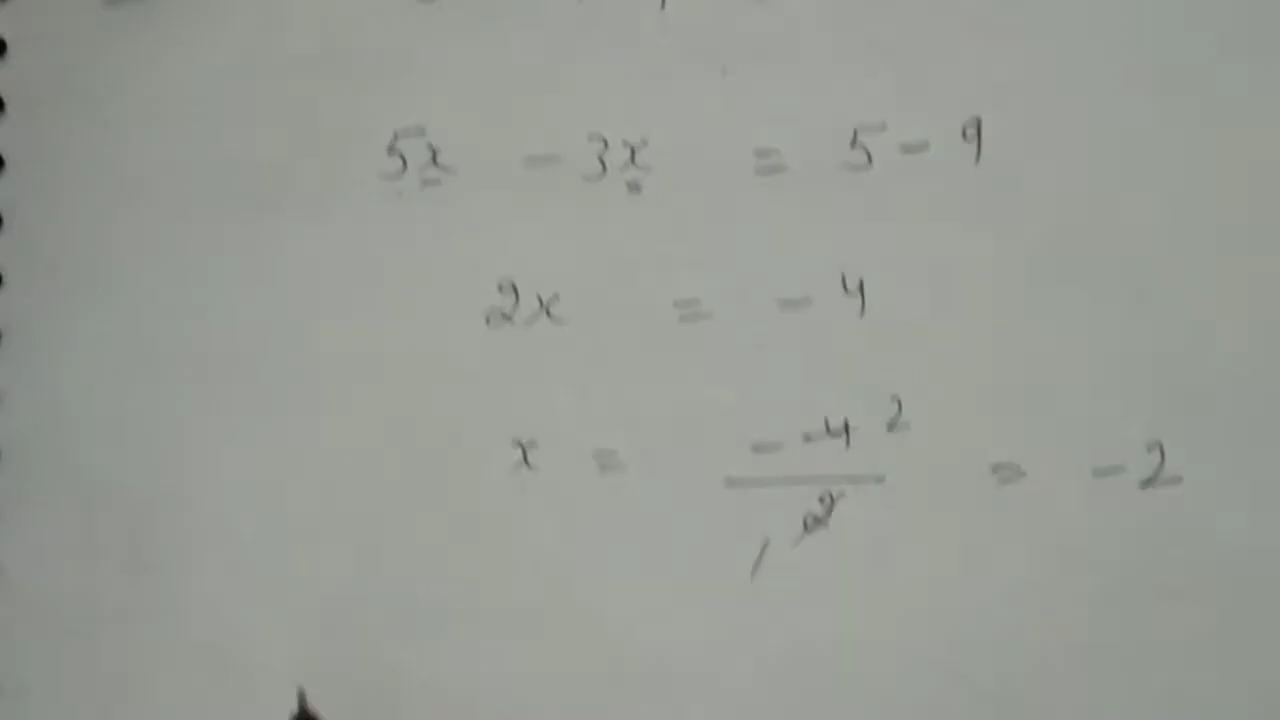 5x - 3x = 5 - 9
2x = - 4
x = - 4 2 / 1 2 = - 2